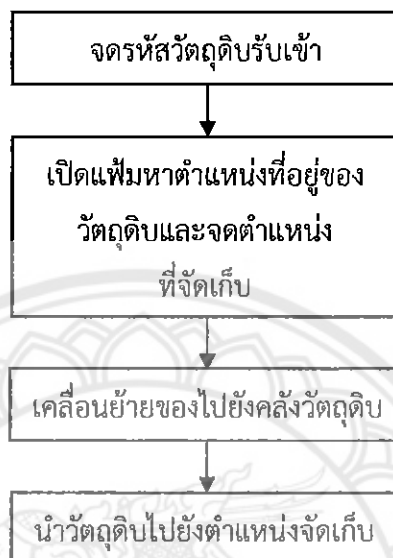 จดรหัสวัตถุดิบรับเข้า
เปิดแฟ้มหาตำแหน่งที่อยู่ของ
วัตถุดิบและจดตำแหน่ง
ที่จัดเก็บ
เคลื่อนย้ายของไปยังคลังวัตถุดิบ
นำวัตถุดิบไปยังตำแหน่งจัดเก็บ